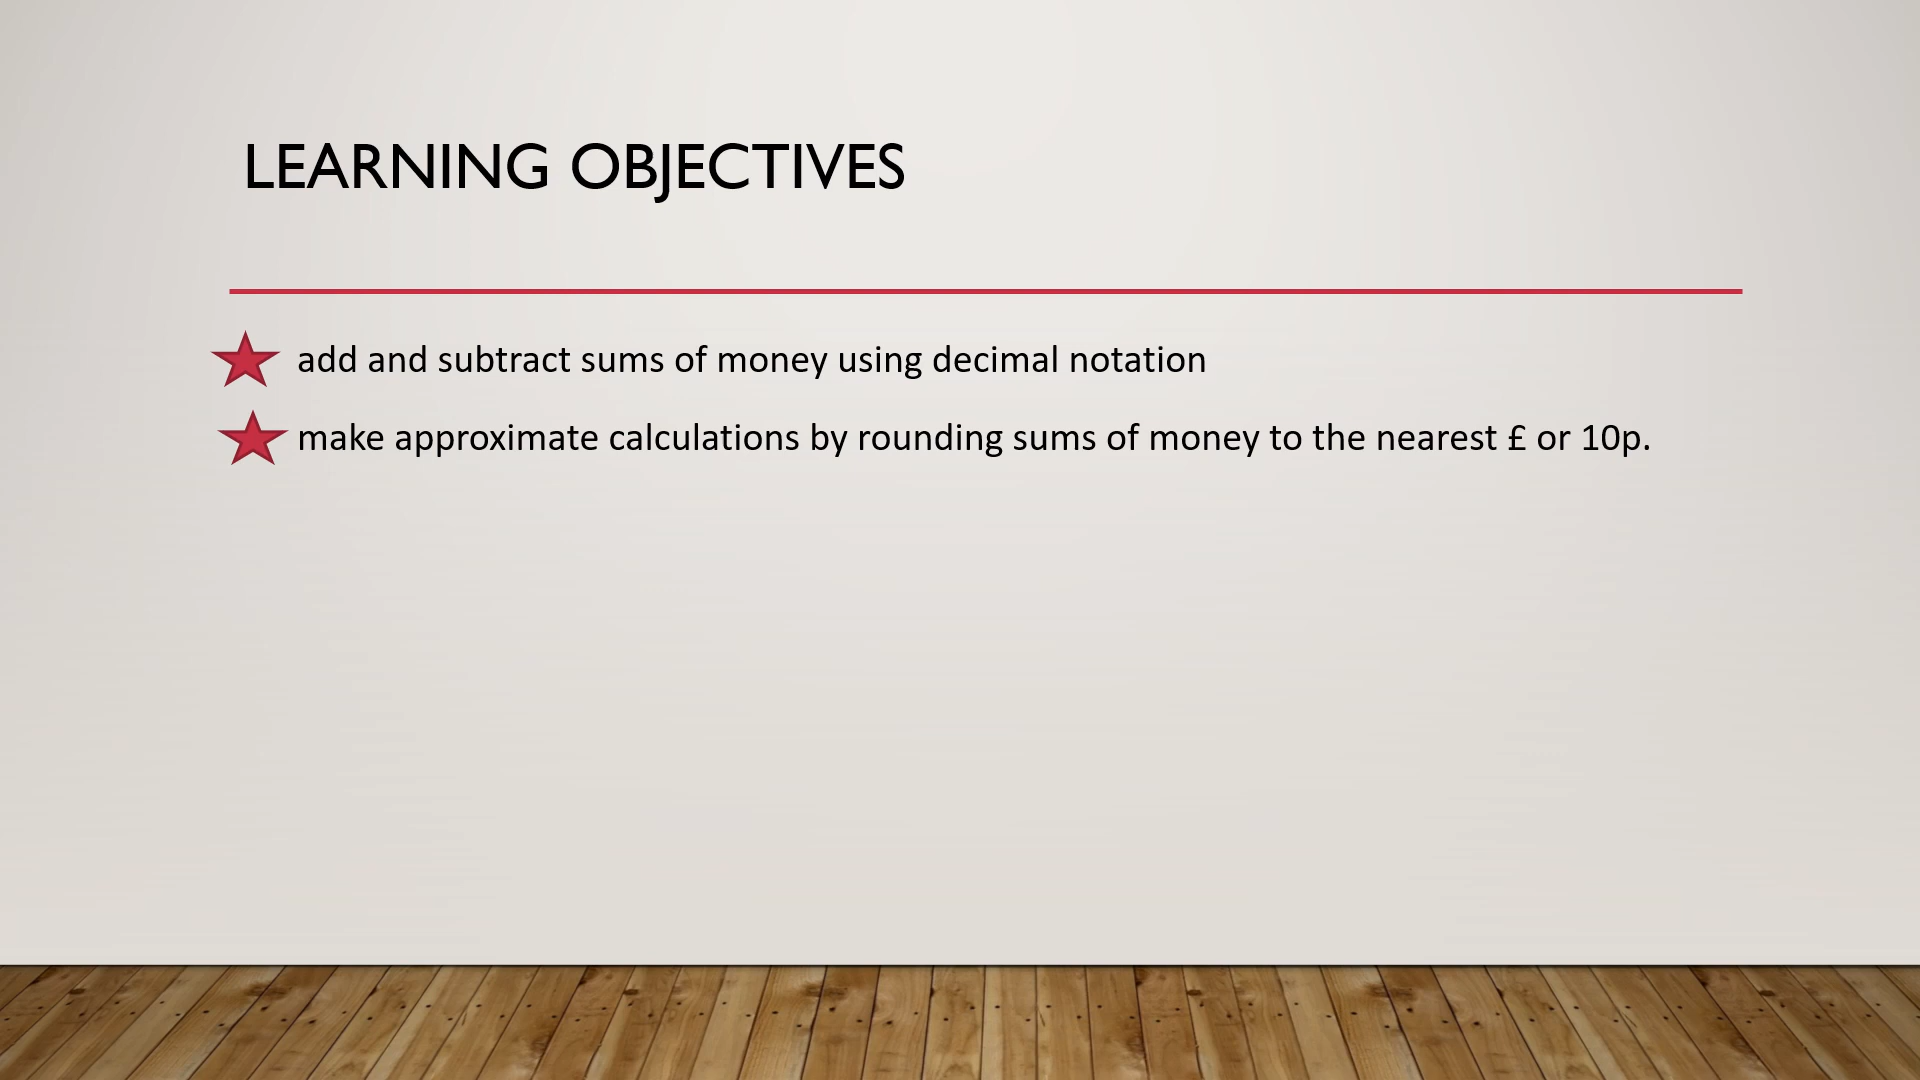 LEARNING OBJECTIVES
add and subtract sums of money using decimal notation
make approximate calculations by rounding sums of money to the nearest £ or 10p.